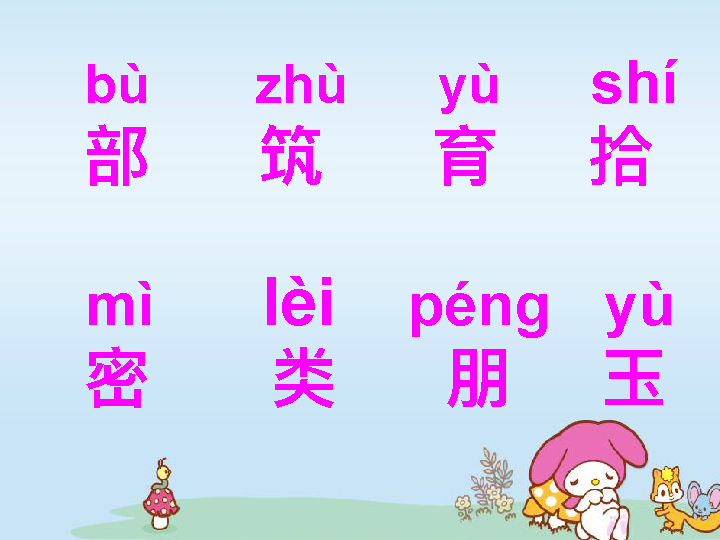 bù zhù yù shí
部 筑 育 拾
mì lèi péng yù
密 类 朋 玉